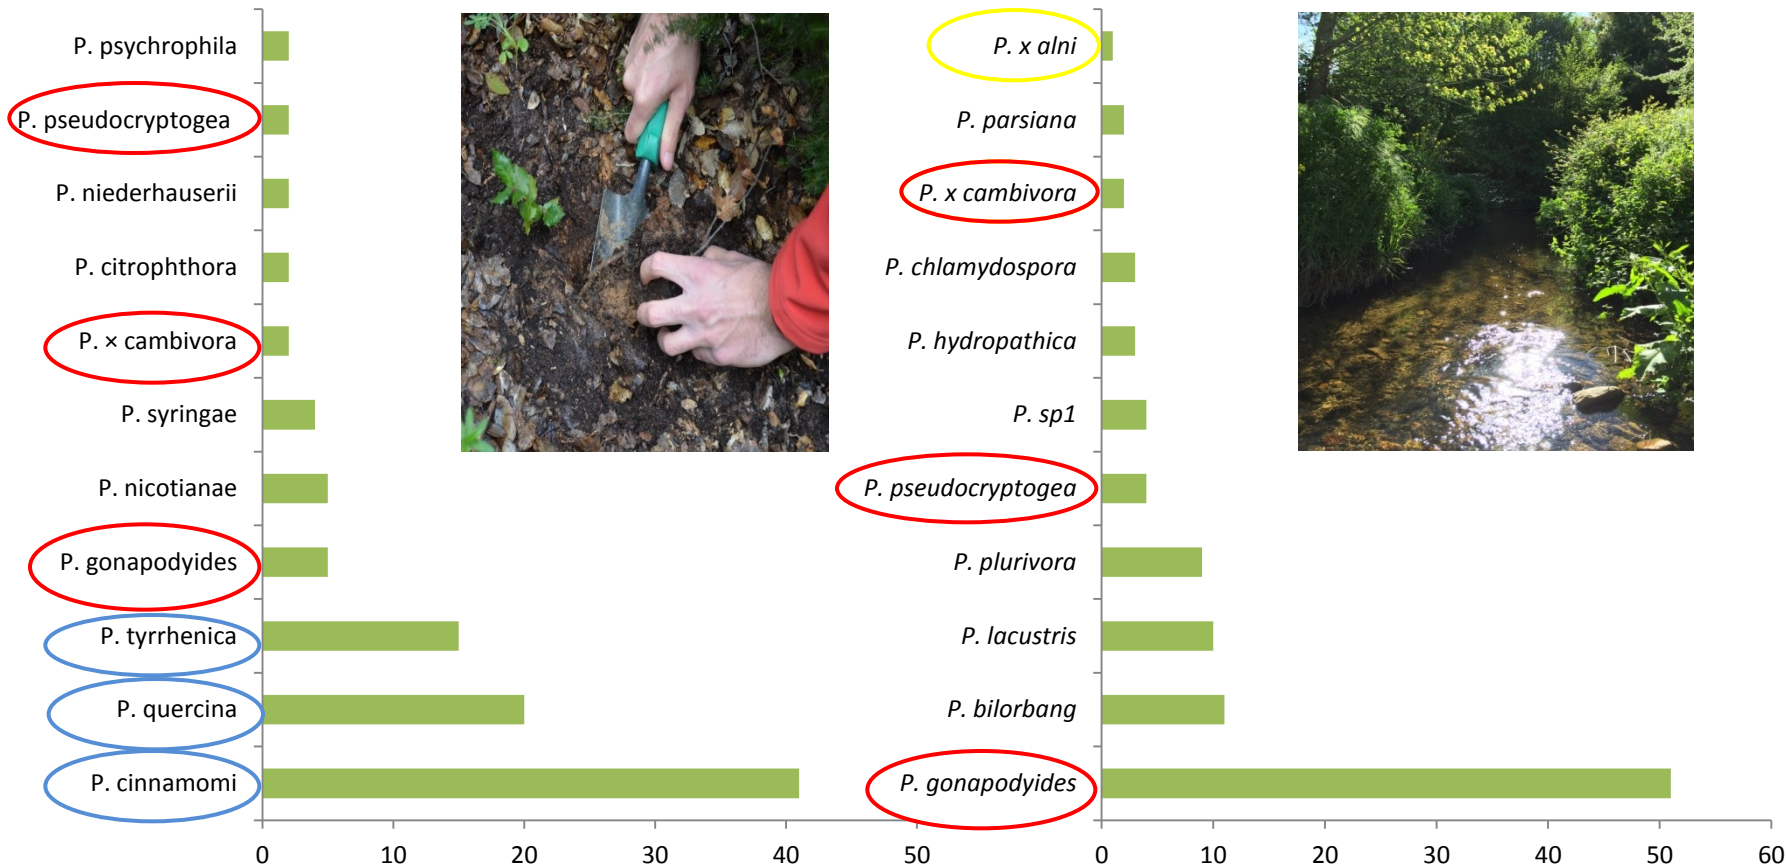 P. psychrophila
P. pseudocryptogea
P. niederhauserii
P. citrophthora
P. × cambivora
P. syringae
P. nicotianae
P. gonapodyides
P. tyrrhenica
P. quercina
P. cinnamomi
0 10 20 30 40 50
P. x alni
P. parsiana
P. x cambivora
P. chlamydospora
P. hydropathica
P. sp1
P. pseudocryptogea
P. plurivora
P. lacustris
P. bilorbang
P. gonapodyides
0 10 20 30 40 50 60